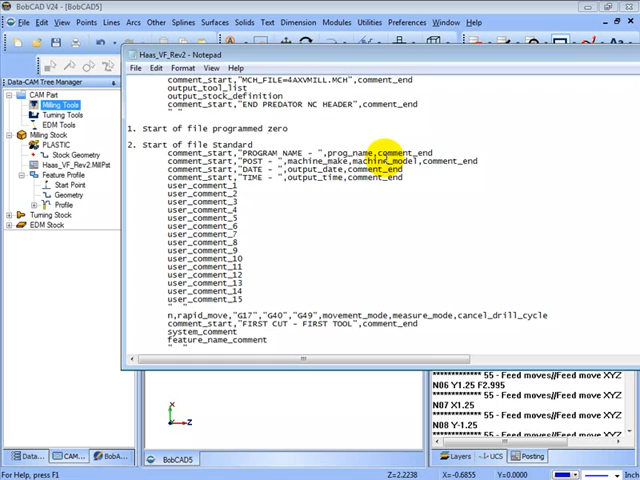 BobCAD V24 - BobCAD5
File View Points Lines Arcs Other Splines Surfaces Solids Text Dimension Modules Utilities Preferences Window Help
Data-CAM Tree Manager
CAM Part
Milling Tools
Turning Tools
EDM Tools
Milling Stock
PLASTIC
Stock Geometry
Haas_VF_Rev2.MillPst
Feature Profile
Start Point
Geometry
Profile
Turning Stock
EDM Stock
Haas_VF_Rev2 - Notepad
File Edit Format View Help
comment_start,"MCH_FILE=4AXVMILL.MCH",comment_end
output_tool_list
output_stock_definition
comment_start,"END PREDATOR NC HEADER",comment_end
" "
1. Start of file programmed zero
2. Start of file Standard
comment_start,"PROGRAM NAME - ",prog_name,comment_end
comment_start,"POST - ",machine_make,machine_model,comment_end
comment_start,"DATE - ",output_date,comment_end
comment_start,"TIME - ",output_time,comment_end
user_comment_1
user_comment_2
user_comment_3
user_comment_4
user_comment_5
user_comment_6
user_comment_7
user_comment_8
user_comment_9
user_comment_10
user_comment_11
user_comment_12
user_comment_13
user_comment_14
user_comment_15
n,rapid_move,"G17","G40","G49",movement_mode,measure_mode,cancel_drill_cycle
comment_start,"FIRST CUT - FIRST TOOL",comment_end
system_comment
feature_name_comment
" "
X
Z
************* 55 - Feed moves//Feed move XYZ
N06 Y1.25 F2.995
************* 55 - Feed moves//Feed move XYZ
N07 X1.25
************* 55 - Feed moves//Feed move XYZ
N08 Y-1.25
Data... CAM... BobA...
BobCAD5
Layers UCS Posting
For Help, press F1
Z: 2.2238 X: -0.6855 Y: 0.0000
Inch